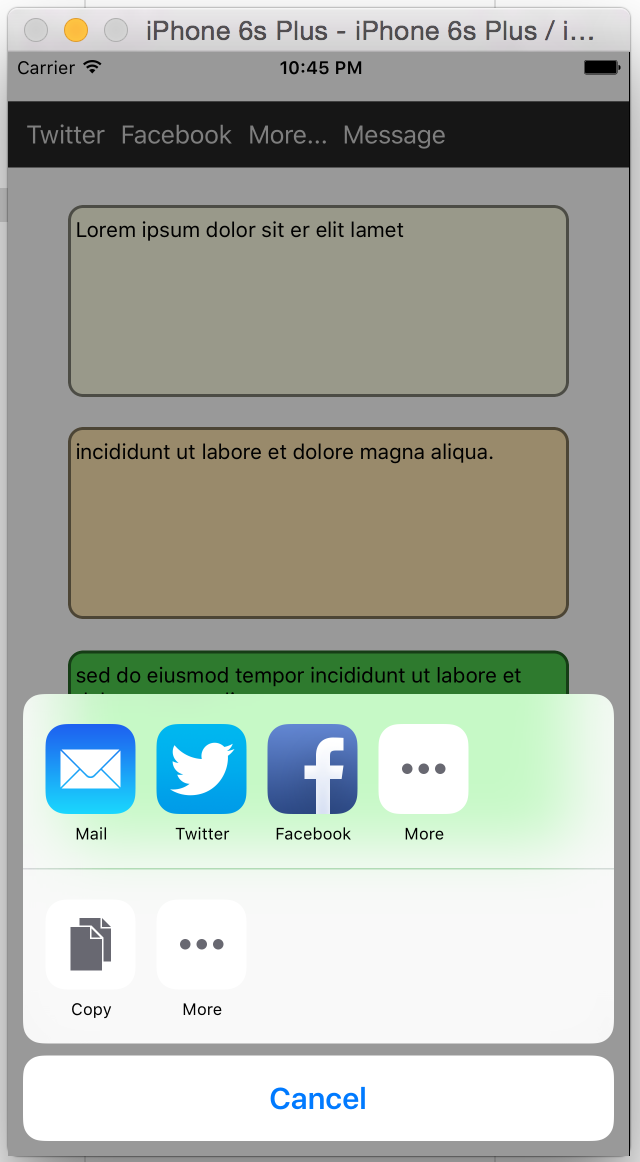 iPhone 6s Plus - iPhone 6s Plus / i...
Carrier 10:45 PM
Twitter Facebook More... Message
Lorem ipsum dolor sit er elit lamet
incididunt ut labore et dolore magna aliqua.
sed do eiusmod tempor incididunt ut labore et
Mail Twitter Facebook More
Copy More
Cancel